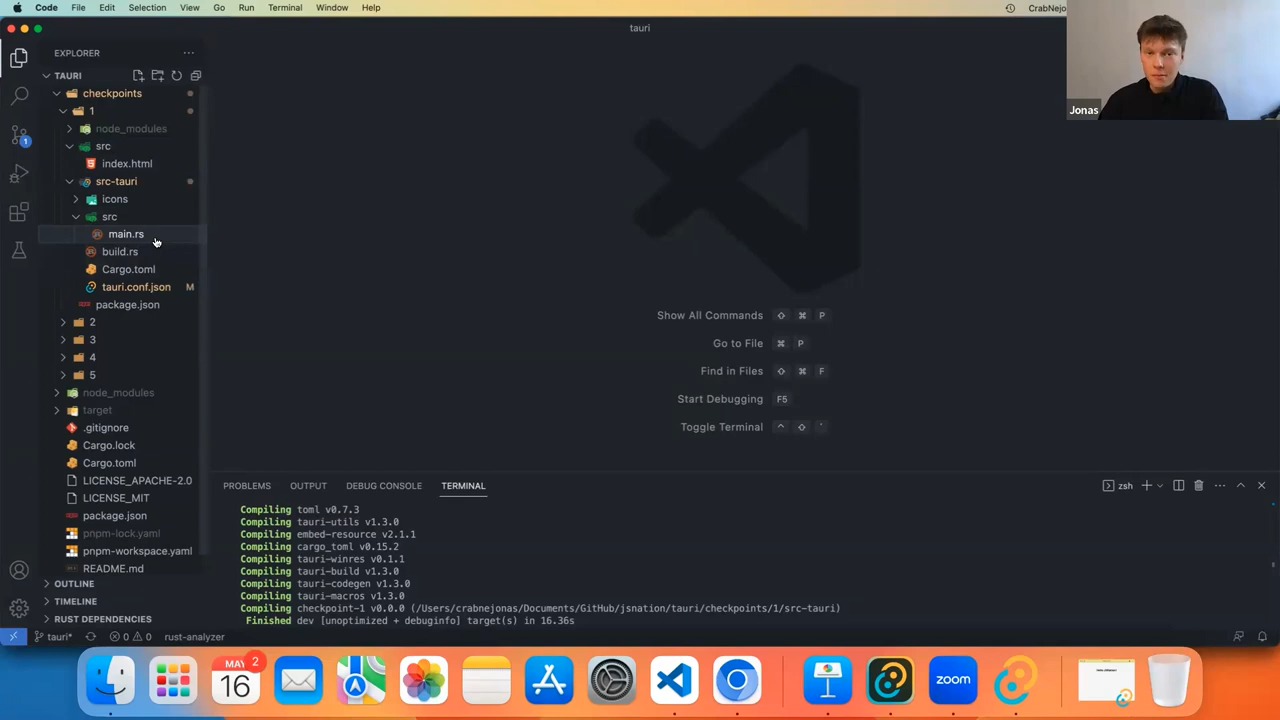 Code File Edit Selection View Go Run Terminal Window Help
CrabNejo
tauri
Jonas
EXPLORER
TAURI
checkpoints
1
node_modules
src
index.html
src-tauri
icons
src
main.rs
build.rs
Cargo.toml
tauri.conf.json M
package.json
2
3
4
5
node_modules
target
.gitignore
Cargo.lock
Cargo.toml
LICENSE_APACHE-2.0
LICENSE_MIT
package.json
pnpm-lock.yaml
pnpm-workspace.yaml
README.md
OUTLINE
TIMELINE
RUST DEPENDENCIES
1
Show All Commands ⇧ ⌘ P
Go to File ⌘ P
Find in Files ⇧ ⌘ F
Start Debugging F5
Toggle Terminal ^ ⇧ `
PROBLEMS OUTPUT DEBUG CONSOLE TERMINAL
zsh
Compiling toml v0.7.3
Compiling tauri-utils v1.3.0
Compiling embed-resource v2.1.1
Compiling cargo_toml v0.15.2
Compiling tauri-winres v0.1.1
Compiling tauri-build v1.3.0
Compiling tauri-codegen v1.3.0
Compiling tauri-macros v1.3.0
Compiling checkpoint-1 v0.0.0 (/Users/crabnejonas/Documents/GitHub/jsnation/tauri/checkpoints/1/src-tauri)
Finished dev [unoptimized + debuginfo] target(s) in 16.36s
tauri* 0 0 rust-analyzer
MAY 2
16
zoom